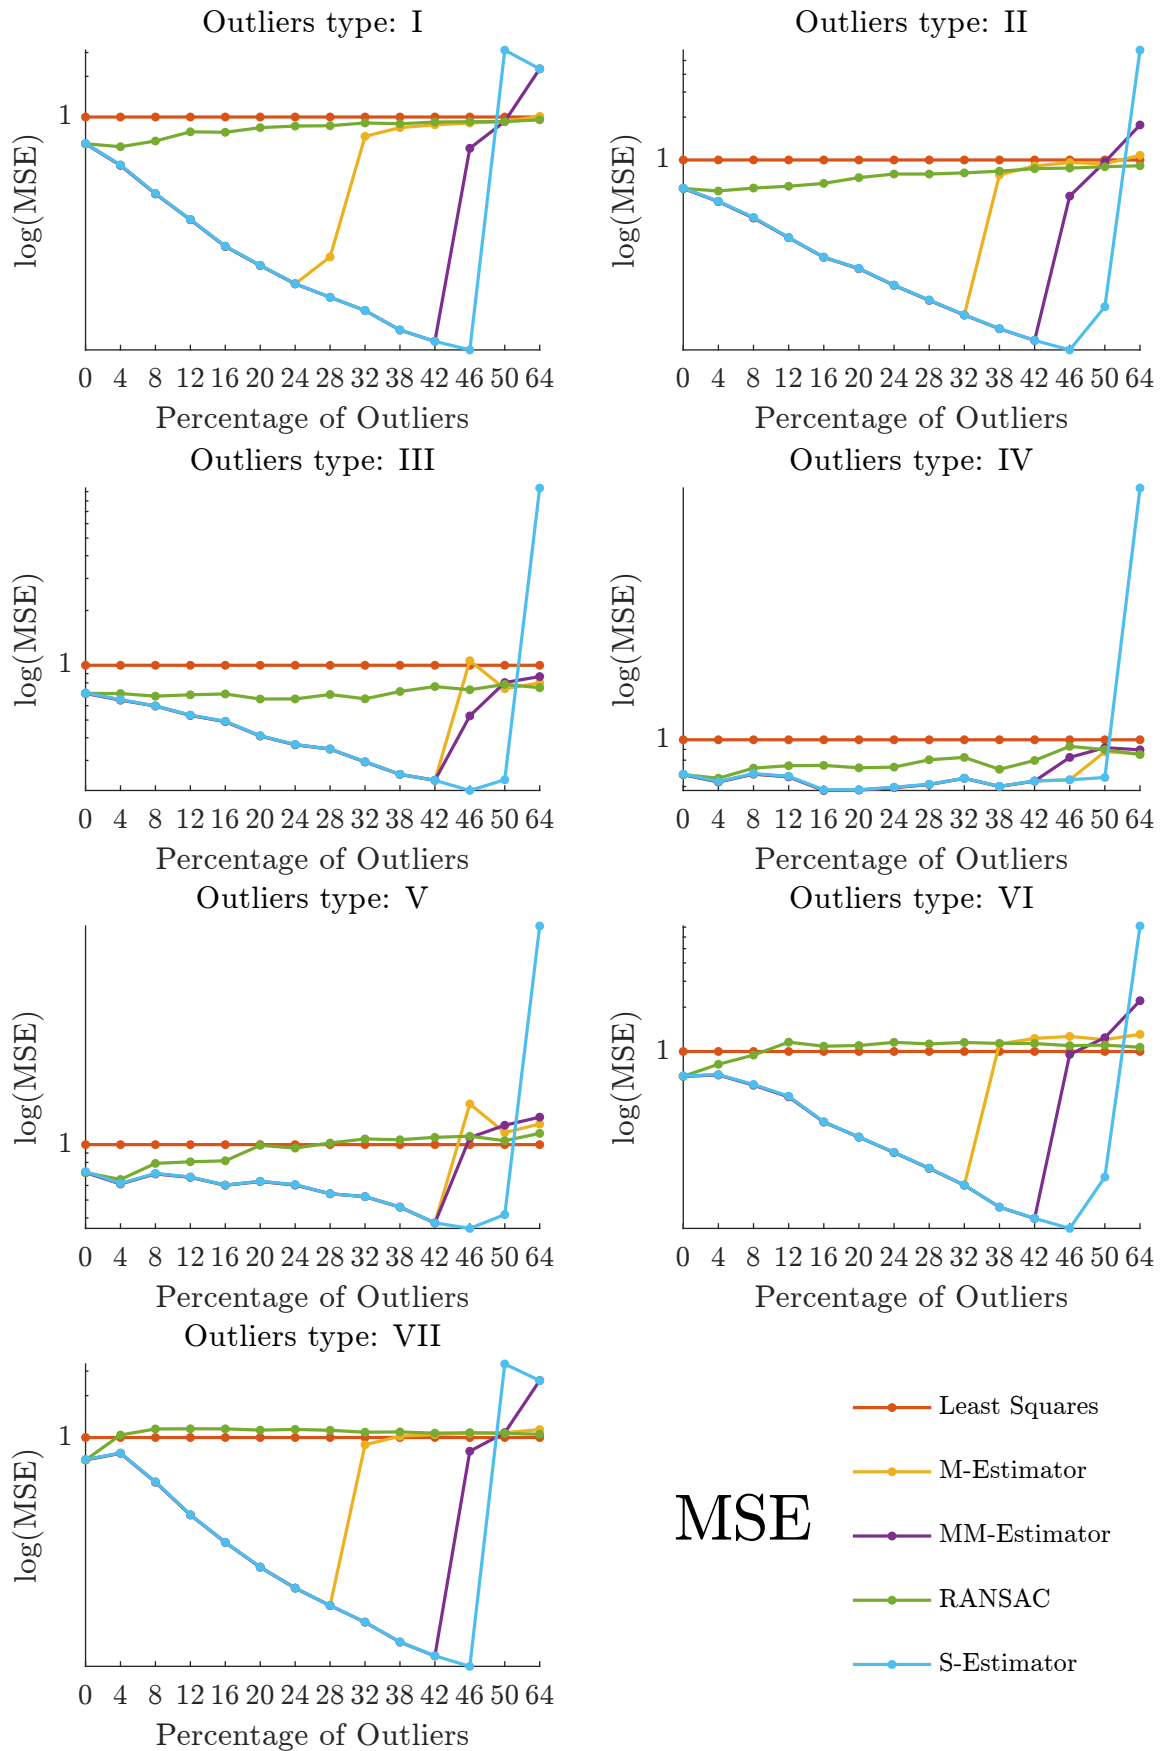 Outliers type: I
log(MSE)
1
0 4 8 12 16 20 24 28 32 38 42 46 50 64
Percentage of Outliers
Outliers type: II
log(MSE)
1
0 4 8 12 16 20 24 28 32 38 42 46 50 64
Percentage of Outliers
Outliers type: III
log(MSE)
1
0 4 8 12 16 20 24 28 32 38 42 46 50 64
Percentage of Outliers
Outliers type: IV
log(MSE)
1
0 4 8 12 16 20 24 28 32 38 42 46 50 64
Percentage of Outliers
Outliers type: V
log(MSE)
1
0 4 8 12 16 20 24 28 32 38 42 46 50 64
Percentage of Outliers
Outliers type: VI
log(MSE)
1
0 4 8 12 16 20 24 28 32 38 42 46 50 64
Percentage of Outliers
Outliers type: VII
log(MSE)
1
0 4 8 12 16 20 24 28 32 38 42 46 50 64
Percentage of Outliers
MSE
Least Squares
M-Estimator
MM-Estimator
RANSAC
S-Estimator